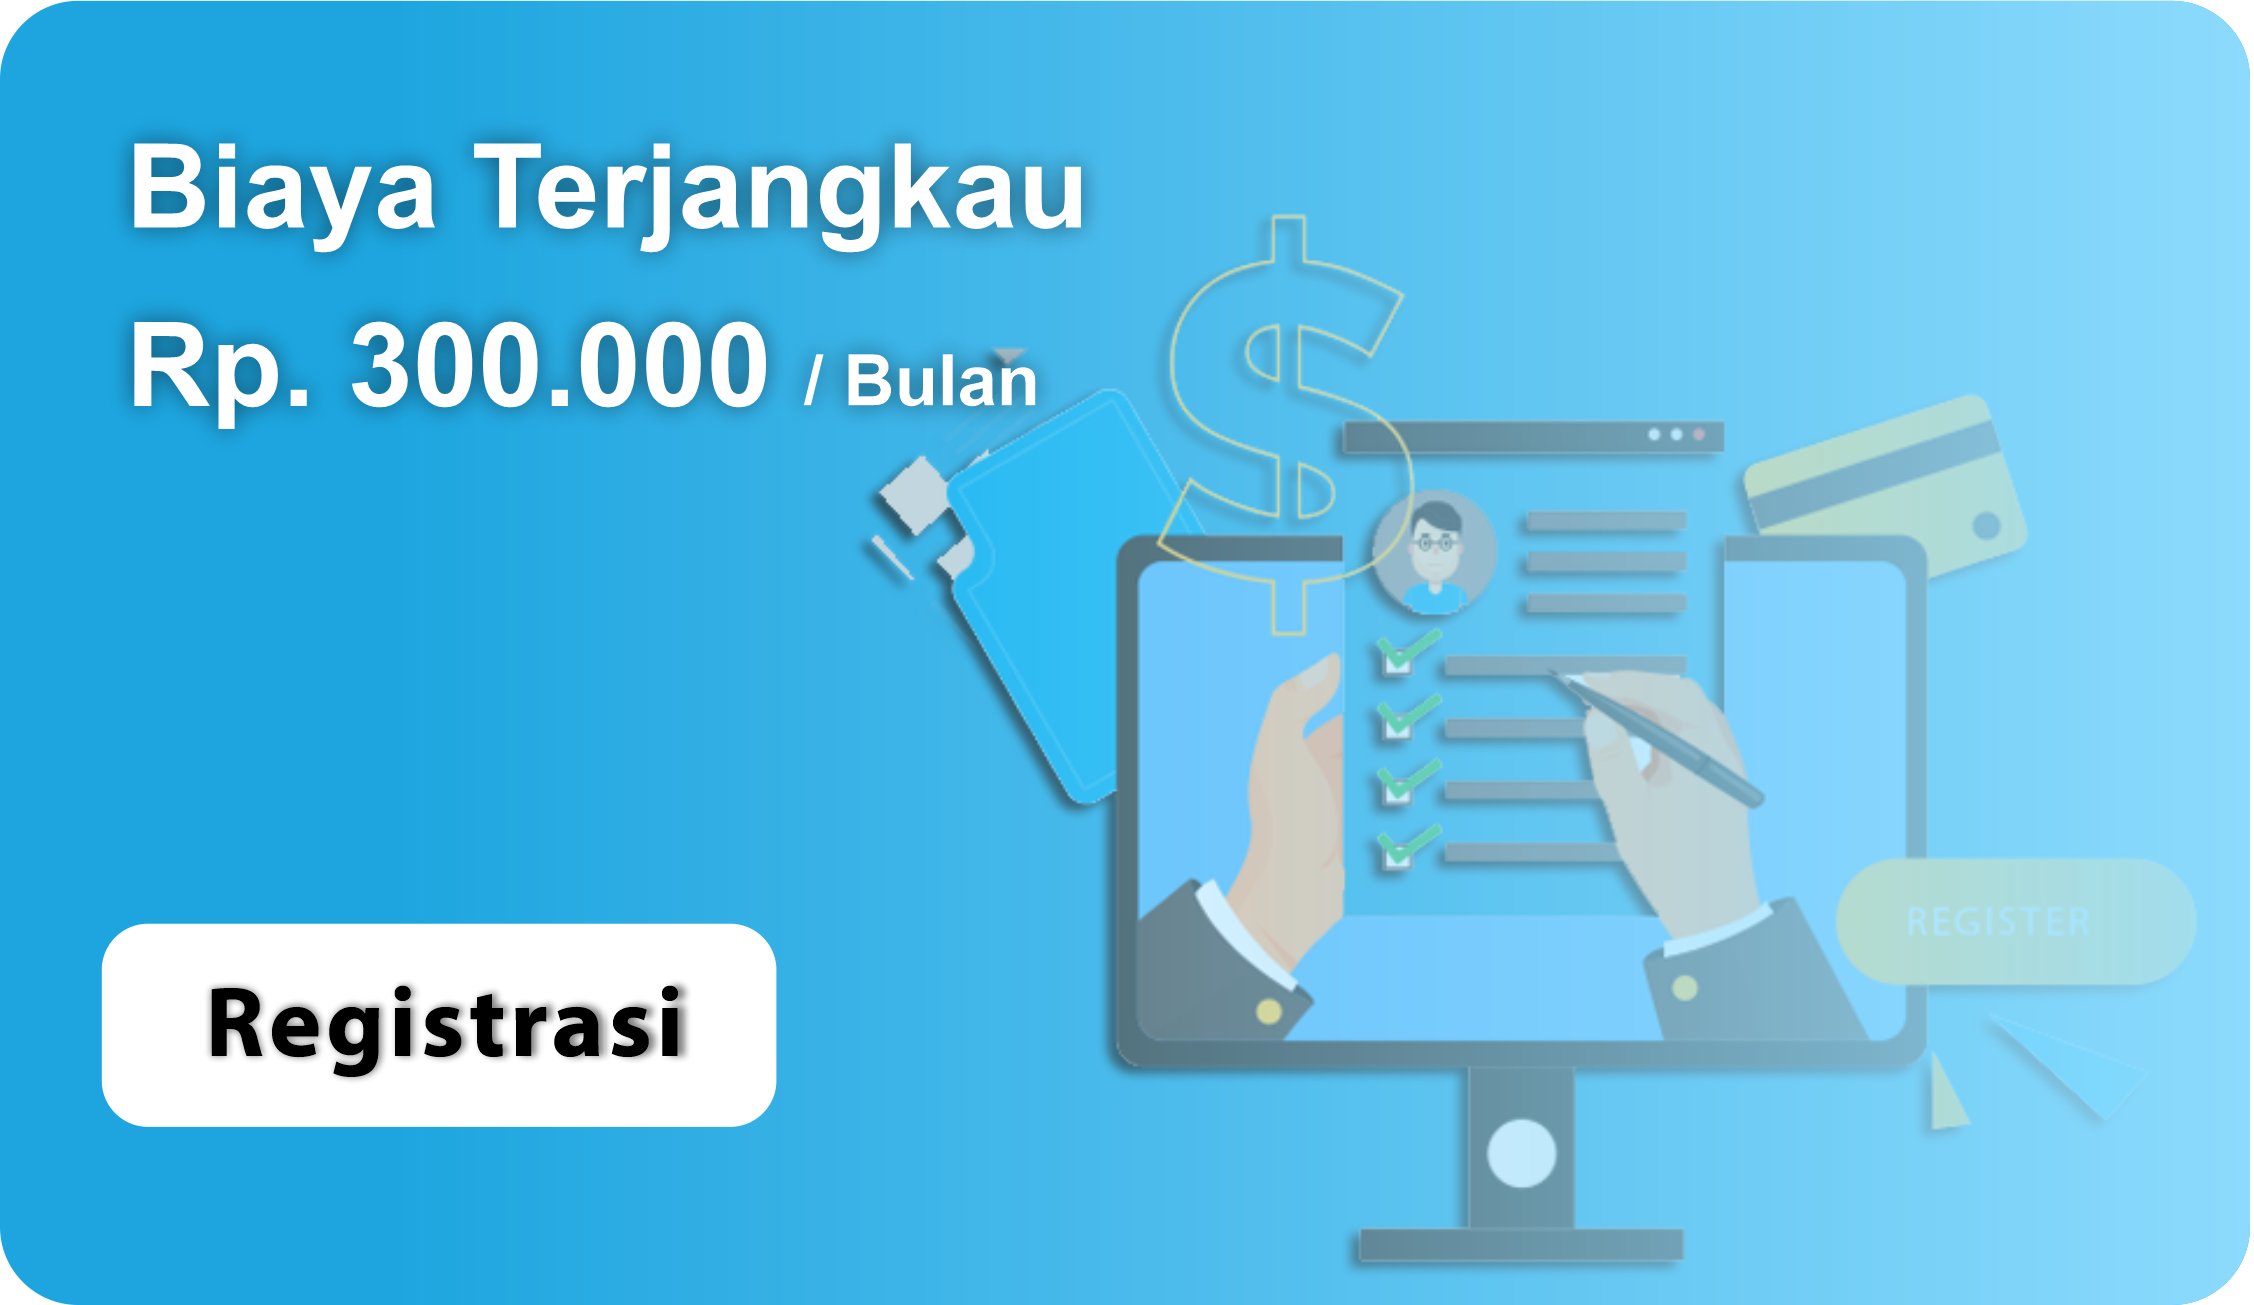 Biaya Terjangkau
Rp. 300.000 / Bulan
REGISTER
Registrasi